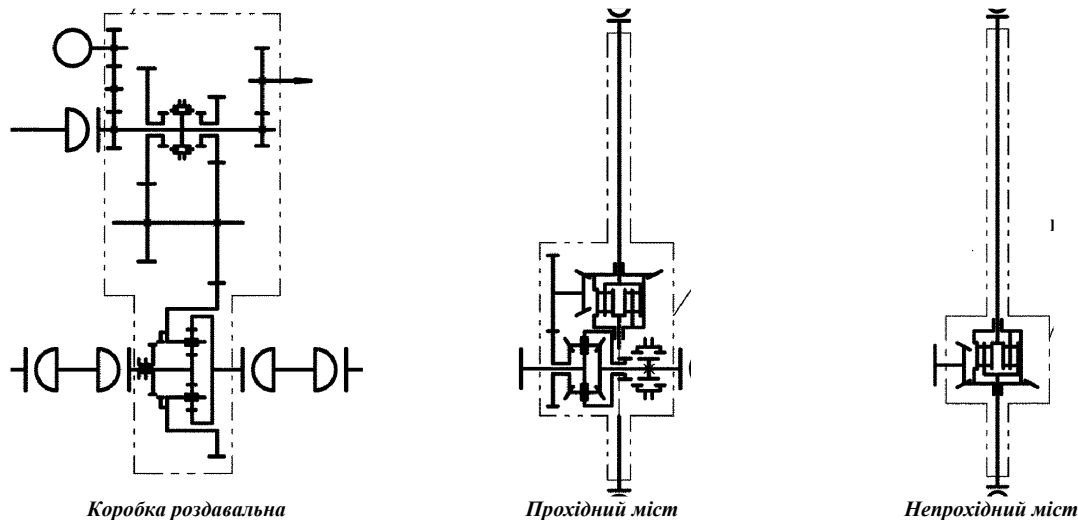 Коробка роздавальна
Прохідний міст
Непрохідний міст